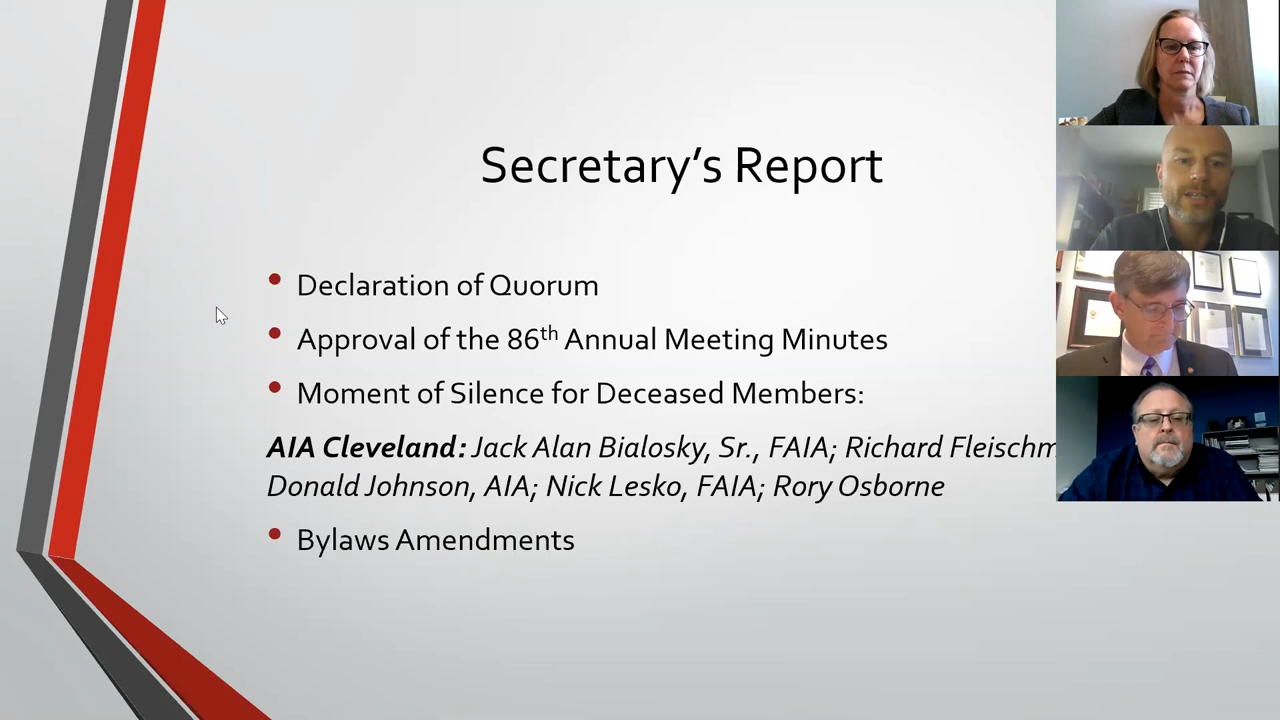 Secretary's Report
• Declaration of Quorum
• Approval of the 86th Annual Meeting Minutes
• Moment of Silence for Deceased Members:
AIA Cleveland: Jack Alan Bialosky, Sr., FAIA; Richard
Donald Johnson, AIA; Nick Lesko, FAIA; Rory Osborne
• Bylaws Amendments